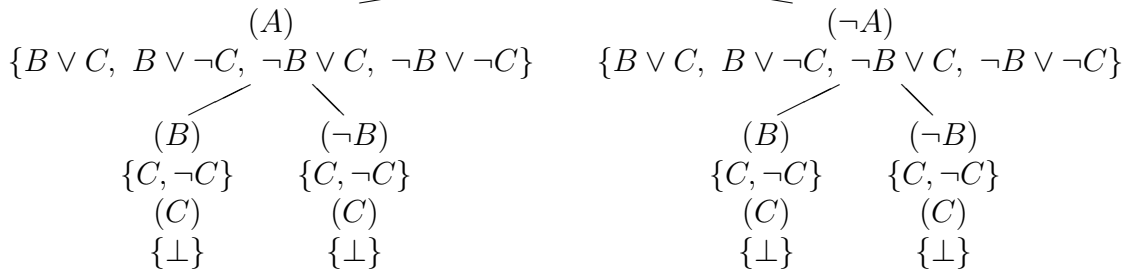 (A) (¬A)
{B ∨ C, B ∨ ¬C, ¬B ∨ C, ¬B ∨ ¬C} {B ∨ C, B ∨ ¬C, ¬B ∨ C, ¬B ∨ ¬C}
(B) (¬B) (B) (¬B)
{C, ¬C} {C, ¬C} {C, ¬C} {C, ¬C}
(C) (C) (C) (C)
{⊥} {⊥} {⊥} {⊥}